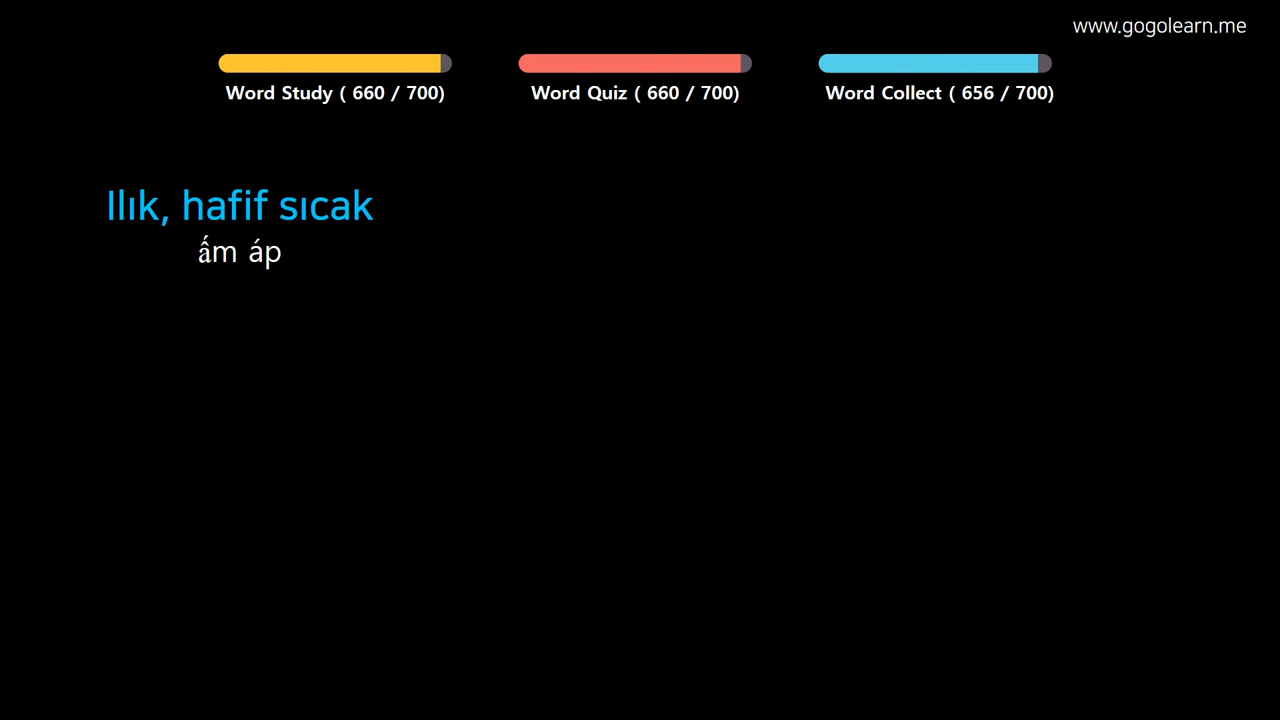 www.gogolearn.me
Word Study ( 660 / 700)
Word Quiz ( 660 / 700)
Word Collect ( 656 / 700)
Ilık, hafif sıcak
ấm áp